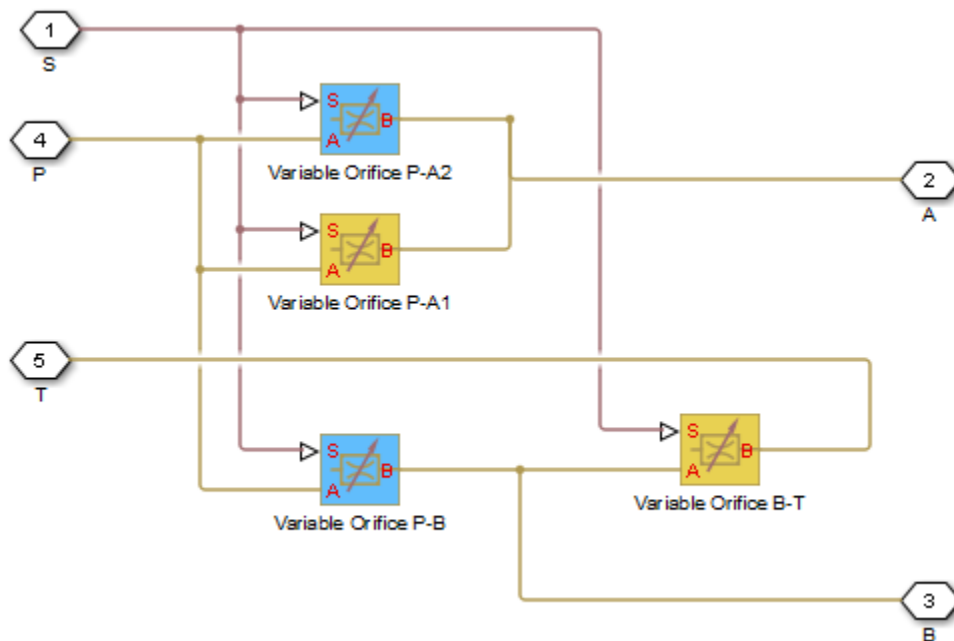 1
S
S
B
A
Variable Orifice P-A2
4
P
2
A
S
B
A
Variable Orifice P-A1
5
T
S
B
A
Variable Orifice P-B
S
B
A
Variable Orifice B-T
3
B